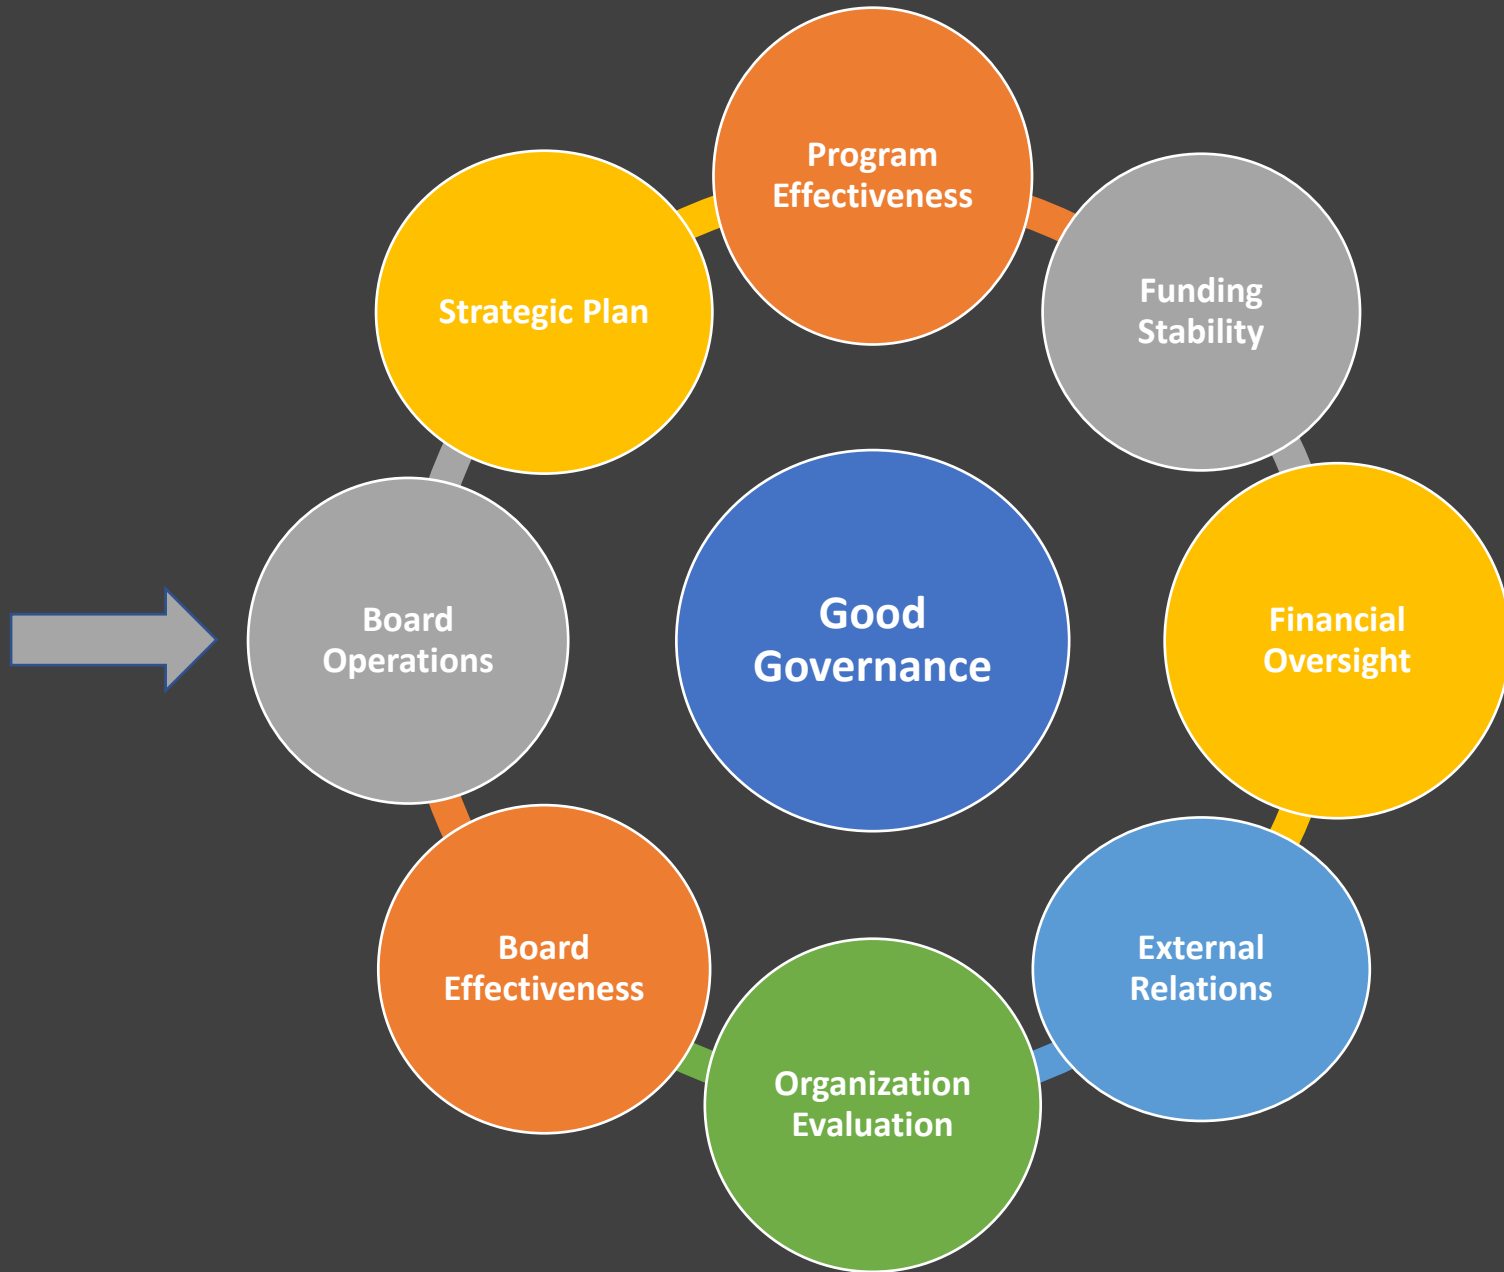 Program
Effectiveness
Strategic Plan
Funding
Stability
Good
Governance
Board
Operations
Financial
Oversight
Board
Effectiveness
External
Relations
Organization
Evaluation